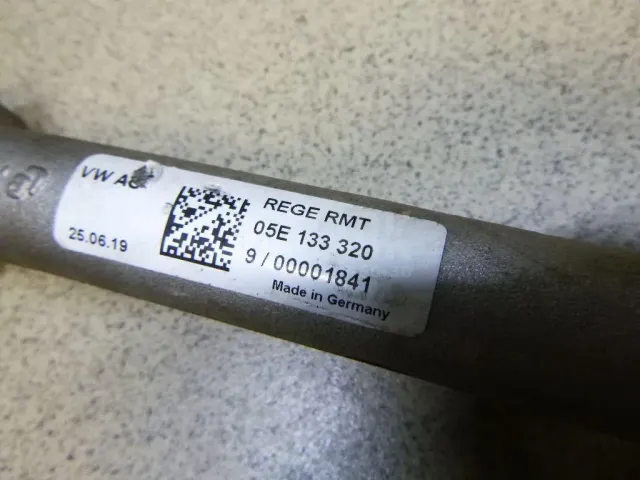 VW AG
25.06.19
REGE RMT
05E 133 320
9/00001841
Made in Germany